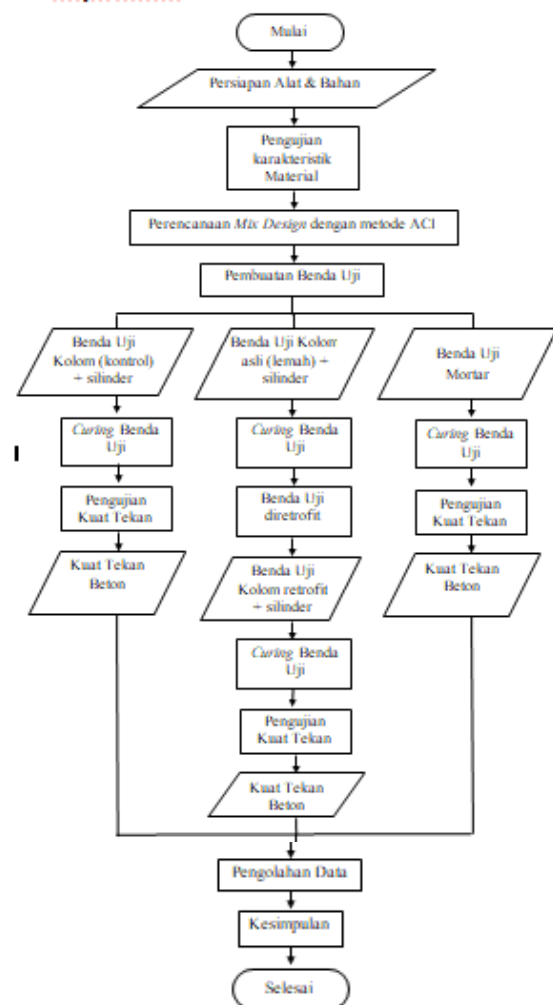 Mulai
Persiapan Alat & Bahan
Pengujian
karakteristik
Material
Perencanaan Mix Design dengan metode ACI
Pembuatan Benda Uji
Benda Uji
Kolom (kontrol)
+ silinder
Curing Benda
Uji
Pengujian
Kuat Tekan
Kuat Tekan
Beton
Benda Uji Kolom
asli (lemah) +
silinder
Curing Benda
Uji
Benda Uji
diretrofit
Benda Uji
Kolom retrofit
+ silinder
Curing Benda
Uji
Pengujian
Kuat Tekan
Kuat Tekan
Beton
Benda Uji
Mortar
Curing Benda
Uji
Pengujian
Kuat Tekan
Kuat Tekan
Beton
Pengolahan Data
Kesimpulan
Selesai